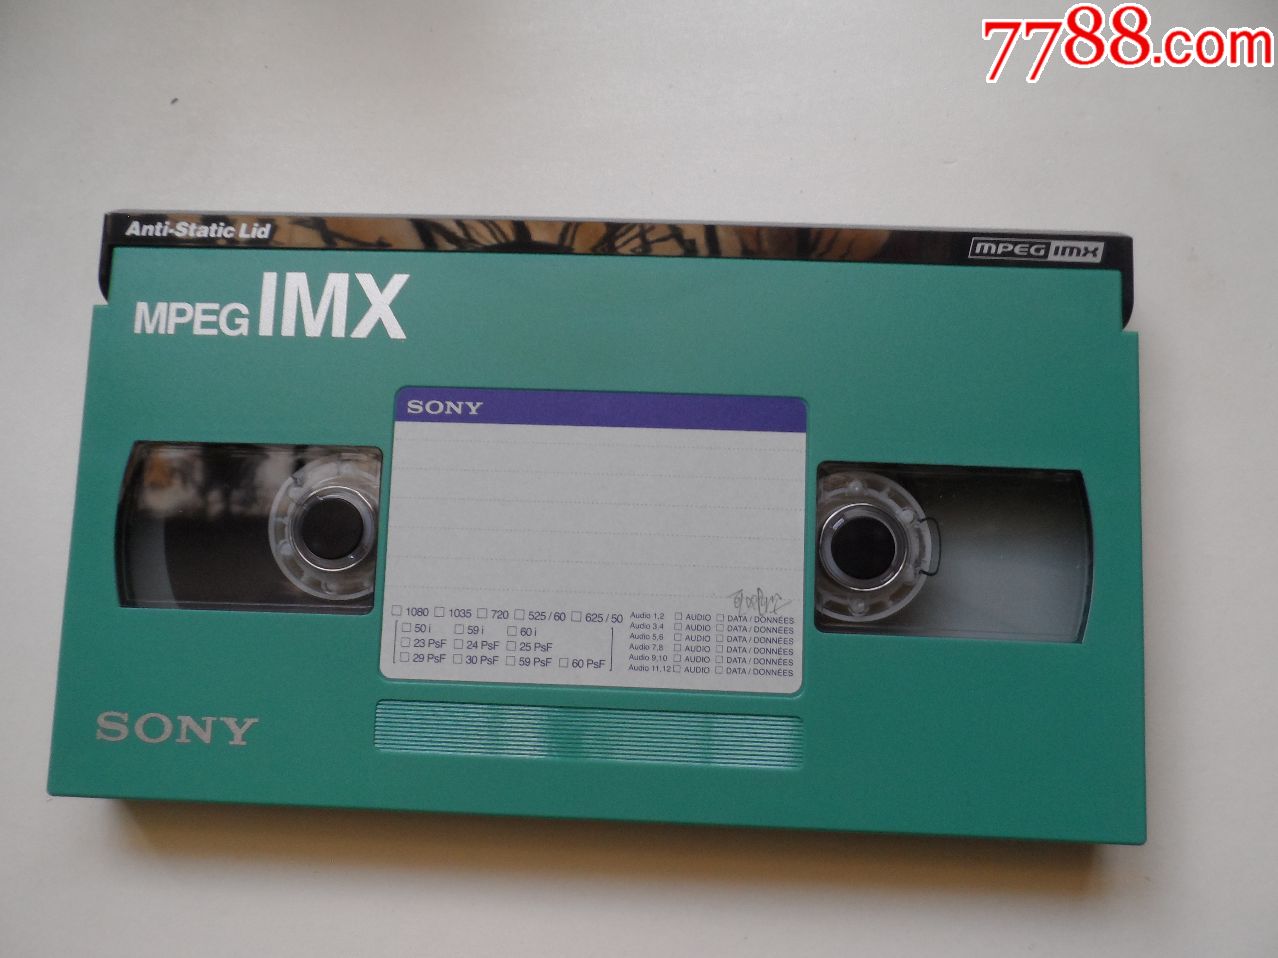 7788.com
Anti-Static Lid
MPEG IMX
MPEG IMX
SONY
1080 1035 720 525/60 625/50
50 i 59 i 60 i
23 PsF 24 PsF 25 PsF
29 PsF 30 PsF 59 PsF 60 PsF
Audio 1,2 AUDIO DATA / DONNÉES
Audio 3,4 AUDIO DATA / DONNÉES
Audio 5,6 AUDIO DATA / DONNÉES
Audio 7,8 AUDIO DATA / DONNÉES
Audio 9,10 AUDIO DATA / DONNÉES
Audio 11,12 AUDIO DATA / DONNÉES
SONY